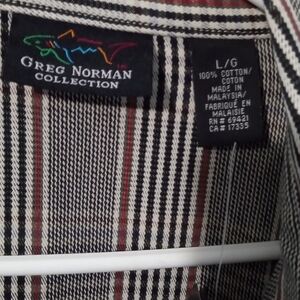 GREG NORMAN
COLLECTION
L/G
100% COTTON/
COTON
MADE IN
MALAYSIA/
FABRIQUÉ EN
MALAISIE
RN# 69421
CA# 17335